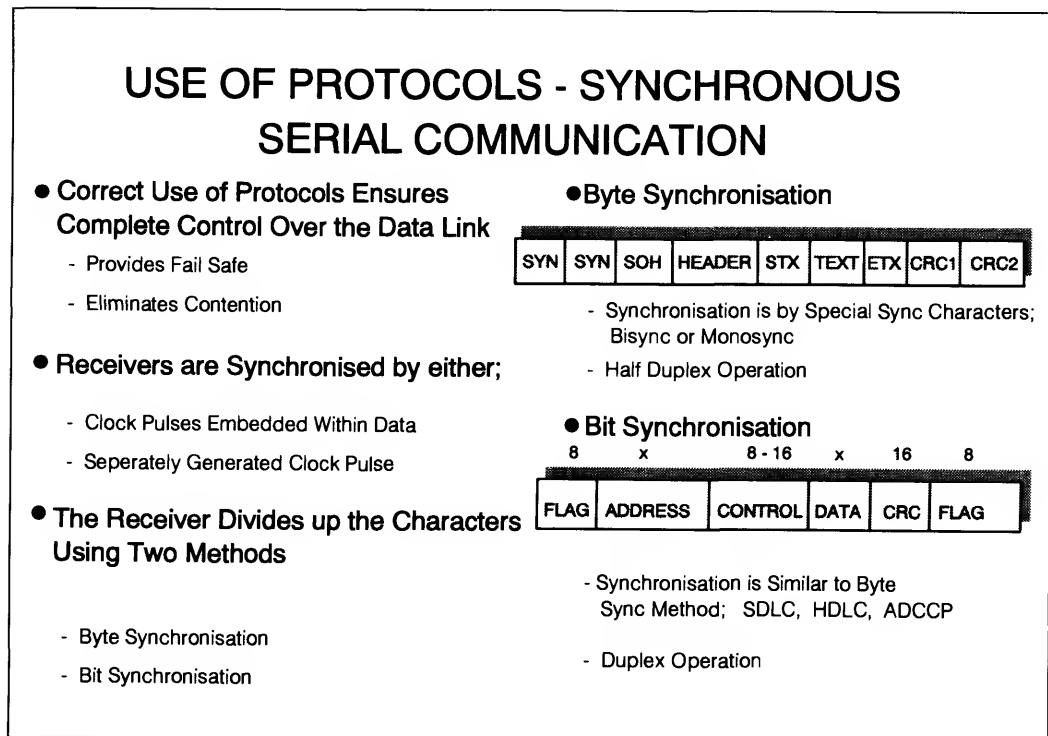 USE OF PROTOCOLS - SYNCHRONOUS
SERIAL COMMUNICATION
● Correct Use of Protocols Ensures
Complete Control Over the Data Link
- Provides Fail Safe
- Eliminates Contention
● Receivers are Synchronised by either;
- Clock Pulses Embedded Within Data
- Seperately Generated Clock Pulse
● The Receiver Divides up the Characters
Using Two Methods
- Byte Synchronisation
- Bit Synchronisation
● Byte Synchronisation
SYN SYN SOH HEADER STX TEXT ETX CRC1 CRC2
- Synchronisation is by Special Sync Characters;
Bisync or Monosync
- Half Duplex Operation
● Bit Synchronisation
8 x 8 - 16 x 16 8
FLAG ADDRESS CONTROL DATA CRC FLAG
- Synchronisation is Similar to Byte
Sync Method; SDLC, HDLC, ADCCP
- Duplex Operation